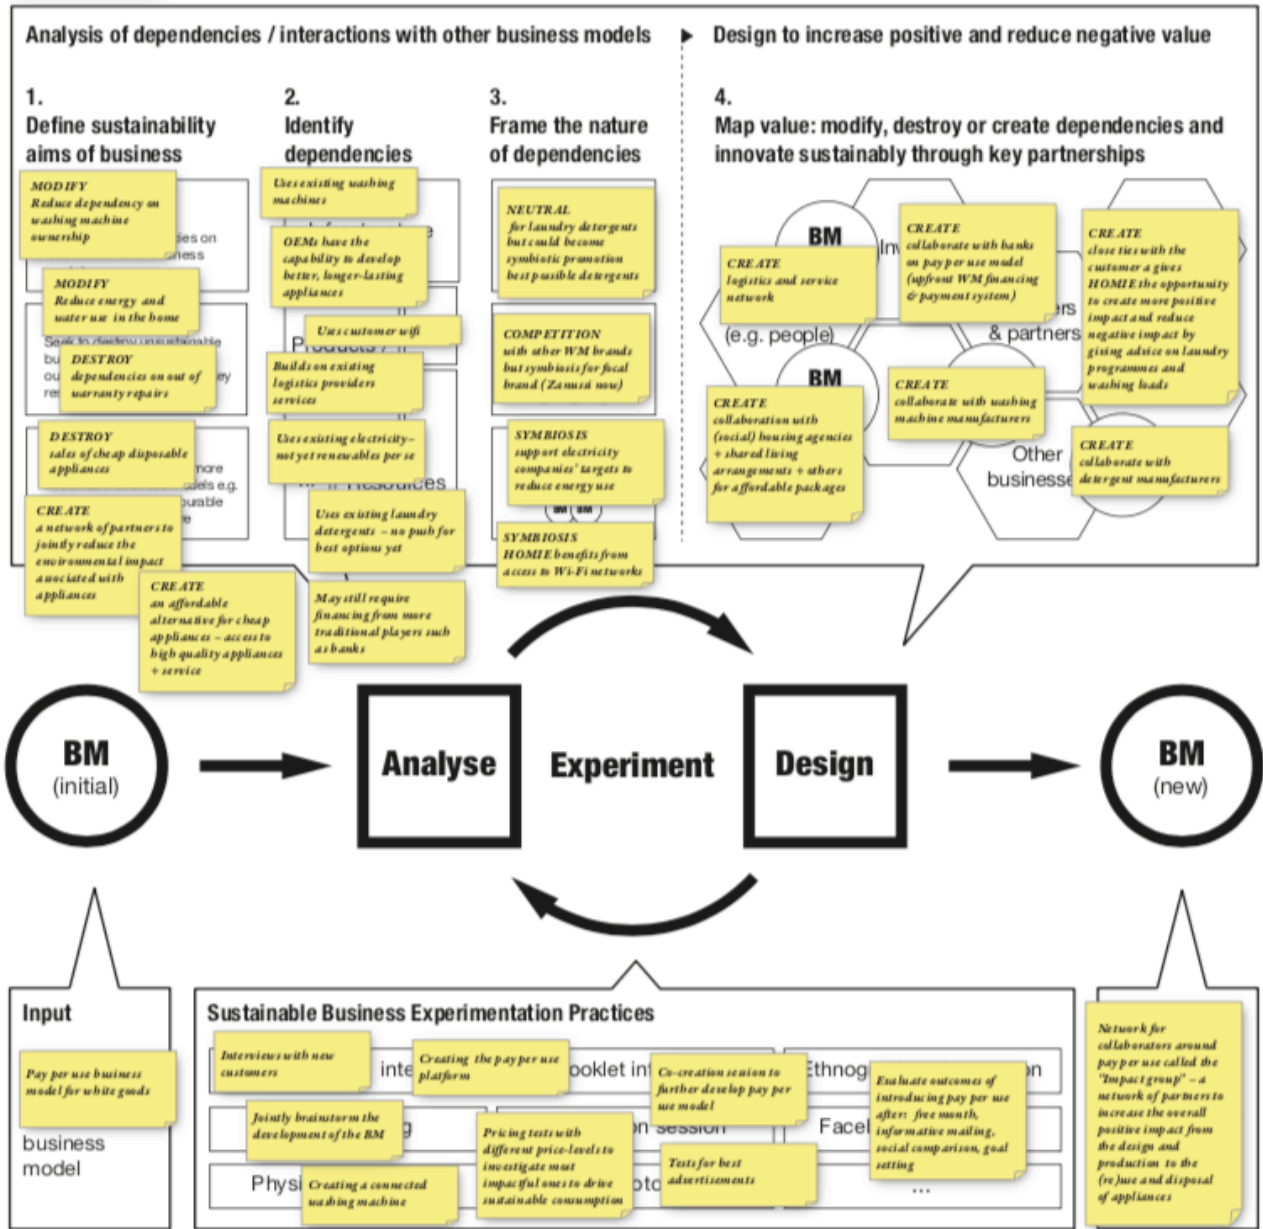 Analysis of dependencies / interactions with other business models
Design to increase positive and reduce negative value
1.
Define sustainability
aims of business
2.
Identify
dependencies
3.
Frame the nature
of dependencies
4.
Map value: modify, destroy or create dependencies and
innovate sustainably through key partnerships
MODIFY
Reduce dependency on
washing machine
ownership
MODIFY
Reduce energy and
water use in the home
DESTROY
dependencies on out of
warranty repairs
DESTROY
sales of cheap disposable
appliances
CREATE
a network of partners to
jointly reduce the
environmental impact
associated with
appliances
CREATE
an affordable
alternative for cheap
appliances – access to
high quality appliances
+ service
Uses existing washing
machines
OEMs have the
capability to develop
better, longer-lasting
appliances
Uses customer wifi
Builds on existing
logistics providers
services
Uses existing electricity–
not yet renewables per se
Resources
Uses existing laundry
detergents – no push for
best options yet
May still require
financing from more
traditional players such
as banks
NEUTRAL
for laundry detergents
but could become
symbiotic promotion
best possible detergents
COMPETITION
with other WM brands
but symbiosis for focal
brand (Zanussi now)
SYMBIOSIS
support electricity
companies' targets to
reduce energy use
BM BM
SYMBIOSIS
HOMIE benefits from
access to Wi-Fi networks
BM
CREATE
logistics and service
network
(e.g. people)
CREATE
collaborate with banks
on pay per use model
(upfront WM financing
& payment system)
& partners
CREATE
close ties with the
customer a gives
HOMIE the opportunity
to create more positive
impact and reduce
negative impact by
giving advice on laundry
programmes and
washing loads
BM
CREATE
collaboration with
(social) housing agencies
+ shared living
arrangements + others
for affordable packages
CREATE
collaborate with washing
machine manufacturers
Other
CREATE
collaborate with
detergent manufacturers
BM
(initial)
Analyse
Experiment
Design
BM
(new)
Input
Pay per use business
model for white goods
business
model
Sustainable Business Experimentation Practices
Interviews with new
customers
Creating the pay per use
platform
Co-creation session to
further develop pay per
use model
Evaluate outcomes of
introducing pay per use
after: free month,
informative mailing,
social comparison, goal
setting
Jointly brainstorm the
development of the BM
Pricing tests with
different price-levels to
investigate most
impactful ones to drive
sustainable consumption
session
Tests for best
advertisements
Creating a connected
washing machine
...
Network for
collaborators around
pay per use called the
"Impact group" – a
network of partners to
increase the overall
positive impact from
the design and
production to the
(re)use and disposal
of appliances